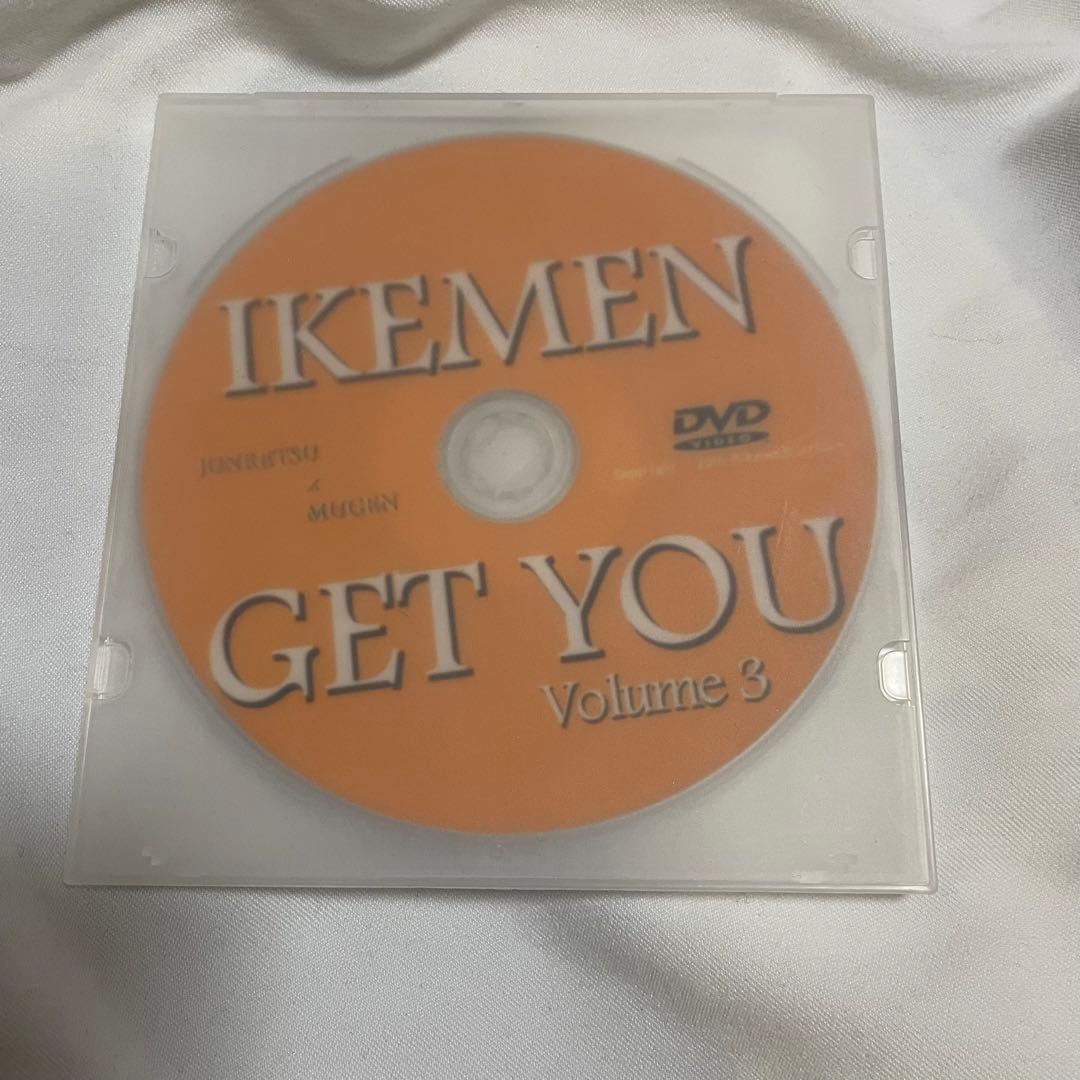 IKEMEN
DVD
VIDEO
JUNRETSU
MUGEN
GET YOU
Volume 3